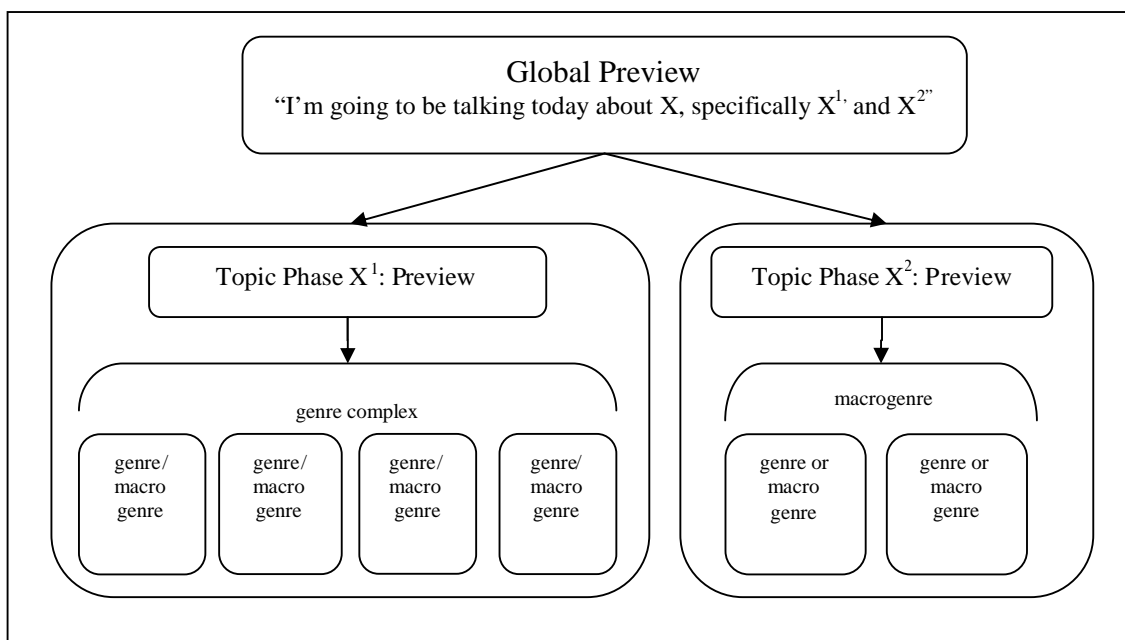 Global Preview
“I’m going to be talking today about X, specifically X¹, and X²”
Topic Phase X¹: Preview
Topic Phase X²: Preview
genre complex
macrogenre
genre/
macro
genre
genre/
macro
genre
genre/
macro
genre
genre/
macro
genre
genre or
macro
genre
genre or
macro
genre